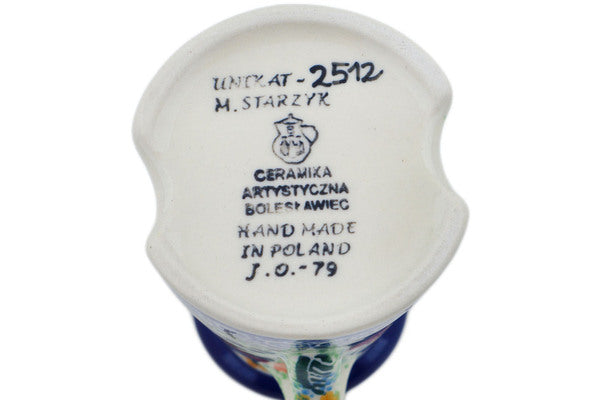 UNIKAT - 2512
M. STARZYK
CERAMIKA
ARTYSTYCZNA
BOLESŁAWIEC
HAND MADE
IN POLAND
J.O.-79